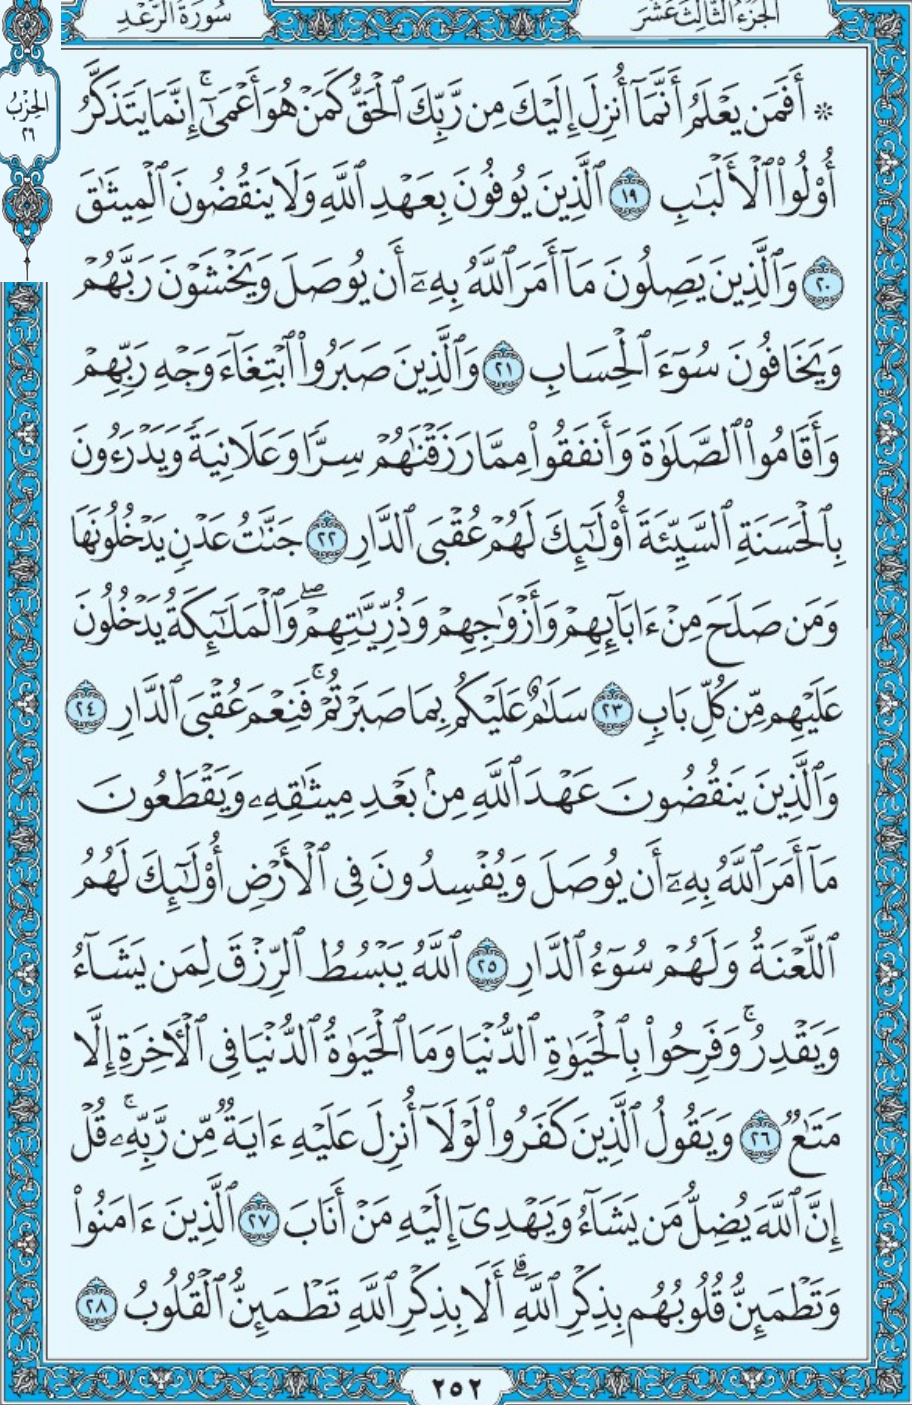 الجزء الثالث عشر
سورة الرعد
الحزب
٢٦
۞ أَفَمَن يَعْلَمُ أَنَّمَآ أُنزِلَ إِلَيْكَ مِن رَّبِّكَ ٱلْحَقُّ كَمَنْ هُوَ أَعْمَىٰٓ ۚ إِنَّمَا يَتَذَكَّرُ
أُو۟لُوا۟ ٱلْأَلْبَـٰبِ ١٩ ٱلَّذِينَ يُوفُونَ بِعَهْدِ ٱللَّهِ وَلَا يَنقُضُونَ ٱلْمِيثَـٰقَ
٢٠ وَٱلَّذِينَ يَصِلُونَ مَآ أَمَرَ ٱللَّهُ بِهِۦٓ أَن يُوصَلَ وَيَخْشَوْنَ رَبَّهُمْ
وَيَخَافُونَ سُوٓءَ ٱلْحِسَابِ ٢١ وَٱلَّذِينَ صَبَرُوا۟ ٱبْتِغَآءَ وَجْهِ رَبِّهِمْ
وَأَقَامُوا۟ ٱلصَّلَوٰةَ وَأَنفَقُوا۟ مِمَّا رَزَقْنَـٰهُمْ سِرًّا وَعَلَانِيَةً وَيَدْرَءُونَ
بِٱلْحَسَنَةِ ٱلسَّيِّئَةَ أُو۟لَـٰٓئِكَ لَهُمْ عُقْبَى ٱلدَّارِ ٢٢ جَنَّـٰتُ عَدْنٍ يَدْخُلُونَهَا
وَمَن صَلَحَ مِنْ ءَابَآئِهِمْ وَأَزْوَٰجِهِمْ وَذُرِّيَّـٰتِهِمْ ۖ وَٱلْمَلَـٰٓئِكَةُ يَدْخُلُونَ
عَلَيْهِم مِّن كُلِّ بَابٍ ٢٣ سَلَـٰمٌ عَلَيْكُم بِمَا صَبَرْتُمْ ۚ فَنِعْمَ عُقْبَى ٱلدَّارِ ٢٤
وَٱلَّذِينَ يَنقُضُونَ عَهْدَ ٱللَّهِ مِنۢ بَعْدِ مِيثَـٰقِهِۦ وَيَقْطَعُونَ
مَآ أَمَرَ ٱللَّهُ بِهِۦٓ أَن يُوصَلَ وَيُفْسِدُونَ فِى ٱلْأَرْضِ أُو۟لَـٰٓئِكَ لَهُمُ
ٱللَّعْنَةُ وَلَهُمْ سُوٓءُ ٱلدَّارِ ٢٥ ٱللَّهُ يَبْسُطُ ٱلرِّزْقَ لِمَن يَشَآءُ
وَيَقْدِرُ ۚ وَفَرِحُوا۟ بِٱلْحَيَوٰةِ ٱلدُّنْيَا وَمَا ٱلْحَيَوٰةُ ٱلدُّنْيَا فِى ٱلْـَٔاخِرَةِ إِلَّا
مَتَـٰعٌ ٢٦ وَيَقُولُ ٱلَّذِينَ كَفَرُوا۟ لَوْلَآ أُنزِلَ عَلَيْهِ ءَايَةٌ مِّن رَّبِّهِۦ ۗ قُلْ
إِنَّ ٱللَّهَ يُضِلُّ مَن يَشَآءُ وَيَهْدِىٓ إِلَيْهِ مَنْ أَنَابَ ٢٧ ٱلَّذِينَ ءَامَنُوا۟
وَتَطْمَئِنُّ قُلُوبُهُم بِذِكْرِ ٱللَّهِ ۗ أَلَا بِذِكْرِ ٱللَّهِ تَطْمَئِنُّ ٱلْقُلُوبُ ٢٨
٢٥٢